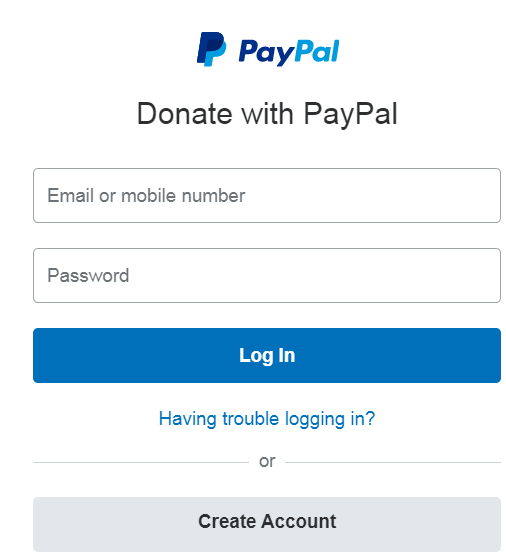 PayPal
Donate with PayPal
Email or mobile number
Password
Log In
Having trouble logging in?
or
Create Account